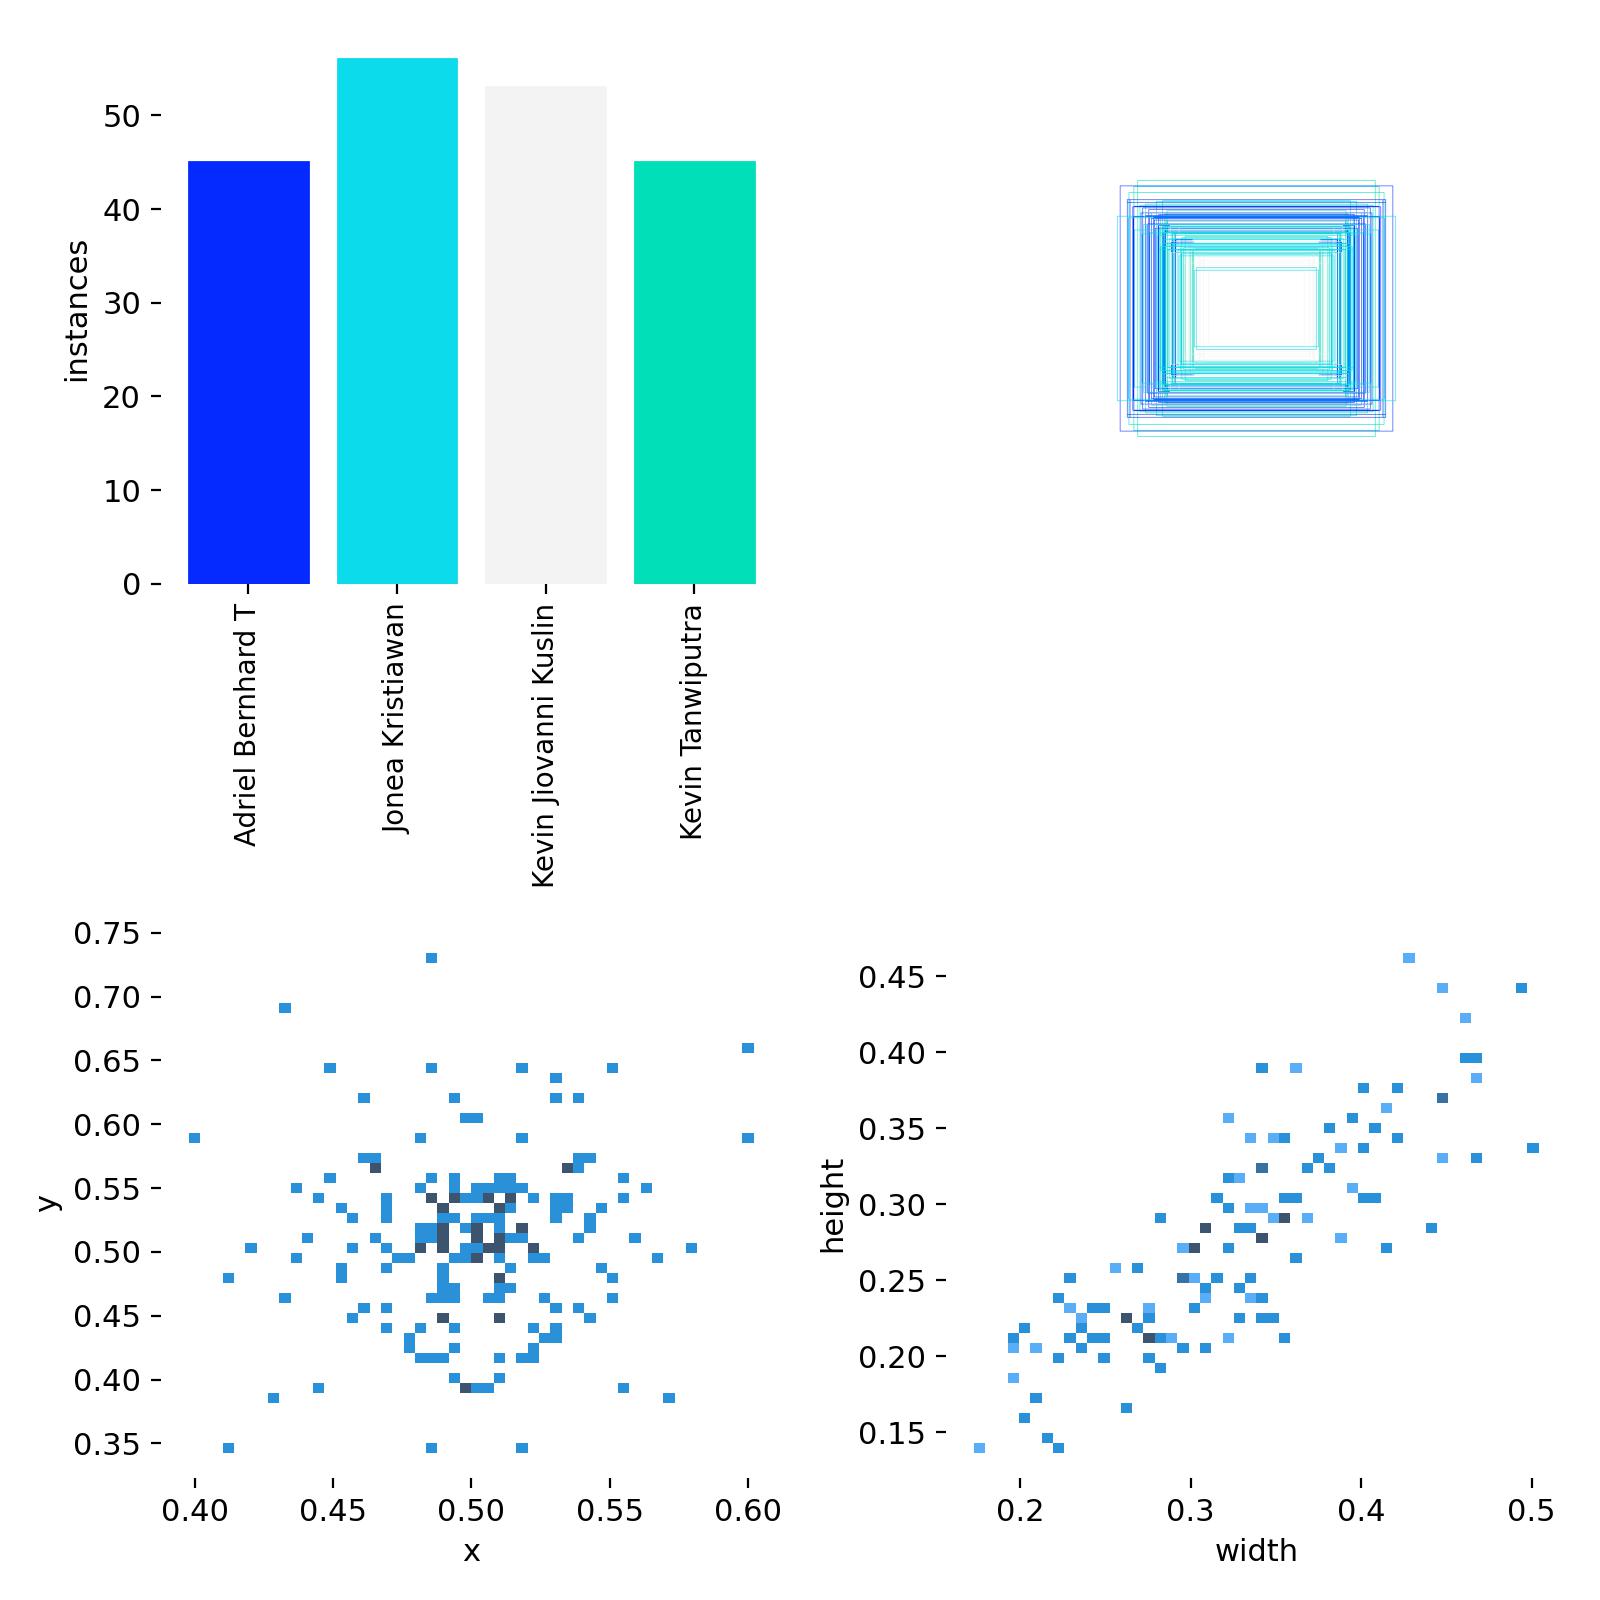 50
40
30
20
10
0
instances
Adriel Bernhard T
Jonea Kristiawan
Kevin Jiovanni Kuslin
Kevin Tanwiputra
0.75
0.70
0.65
0.60
0.55
0.50
0.45
0.40
0.35
y
0.40 0.45 0.50 0.55 0.60
x
0.45
0.40
0.35
0.30
0.25
0.20
0.15
height
0.2 0.3 0.4 0.5
width